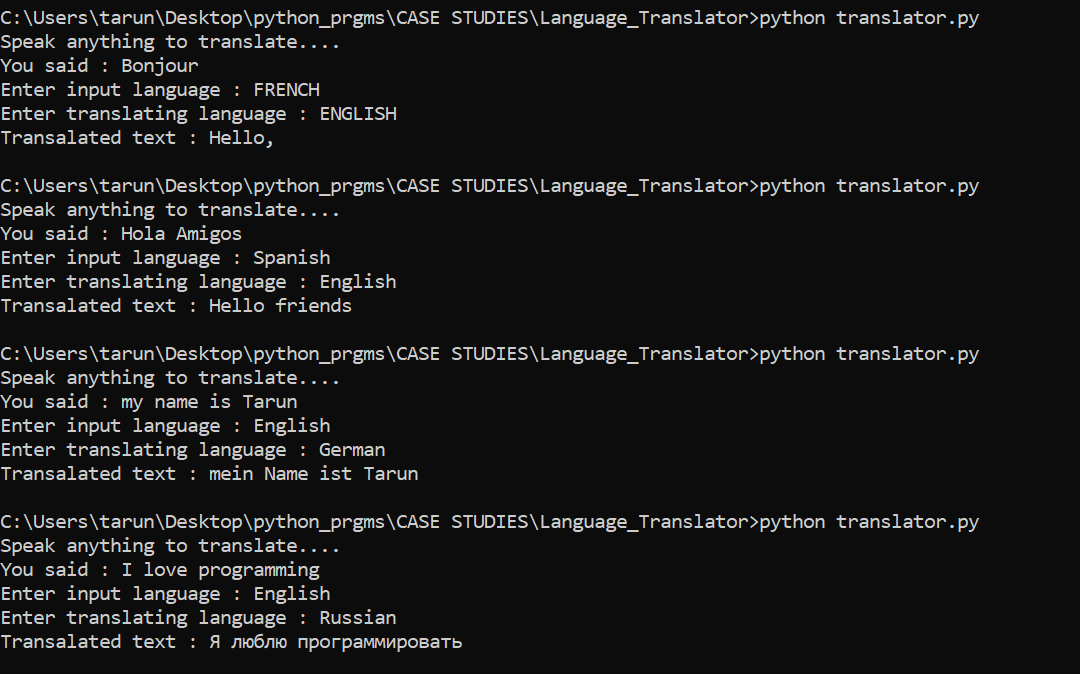 C:\Users\tarun\Desktop\python_prgms\CASE STUDIES\Language_Translator>python translator.py
Speak anything to translate....
You said : Bonjour
Enter input language : FRENCH
Enter translating language : ENGLISH
Transalated text : Hello,
C:\Users\tarun\Desktop\python_prgms\CASE STUDIES\Language_Translator>python translator.py
Speak anything to translate....
You said : Hola Amigos
Enter input language : Spanish
Enter translating language : English
Transalated text : Hello friends
C:\Users\tarun\Desktop\python_prgms\CASE STUDIES\Language_Translator>python translator.py
Speak anything to translate....
You said : my name is Tarun
Enter input language : English
Enter translating language : German
Transalated text : mein Name ist Tarun
C:\Users\tarun\Desktop\python_prgms\CASE STUDIES\Language_Translator>python translator.py
Speak anything to translate....
You said : I love programming
Enter input language : English
Enter translating language : Russian
Transalated text : Я люблю программировать